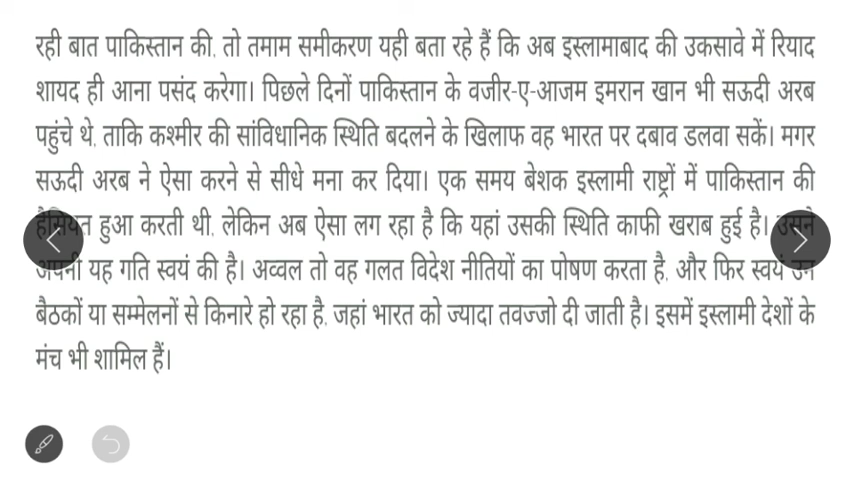 रही बात पाकिस्तान की, तो तमाम समीकरण यही बता रहे हैं कि अब इस्लामाबाद की उकसावे में रियाद
शायद ही आना पसंद करेगा। पिछले दिनों पाकिस्तान के वजीर-ए-आजम इमरान खान भी सऊदी अरब
पहुंचे थे, ताकि कश्मीर की सांविधानिक स्थिति बदलने के खिलाफ वह भारत पर दबाव डलवा सकें। मगर
सऊदी अरब ने ऐसा करने से सीधे मना कर दिया। एक समय बेशक इस्लामी राष्ट्रों में पाकिस्तान की
हैसियत हुआ करती थी, लेकिन अब ऐसा लग रहा है कि यहां उसकी स्थिति काफी खराब हुई है। उसने
अपनी यह गति स्वयं की है। अव्वल तो वह गलत विदेश नीतियों का पोषण करता है, और फिर स्वयं उन
बैठकों या सम्मेलनों से किनारे हो रहा है, जहां भारत को ज्यादा तवज्जो दी जाती है। इसमें इस्लामी देशों के
मंच भी शामिल हैं।